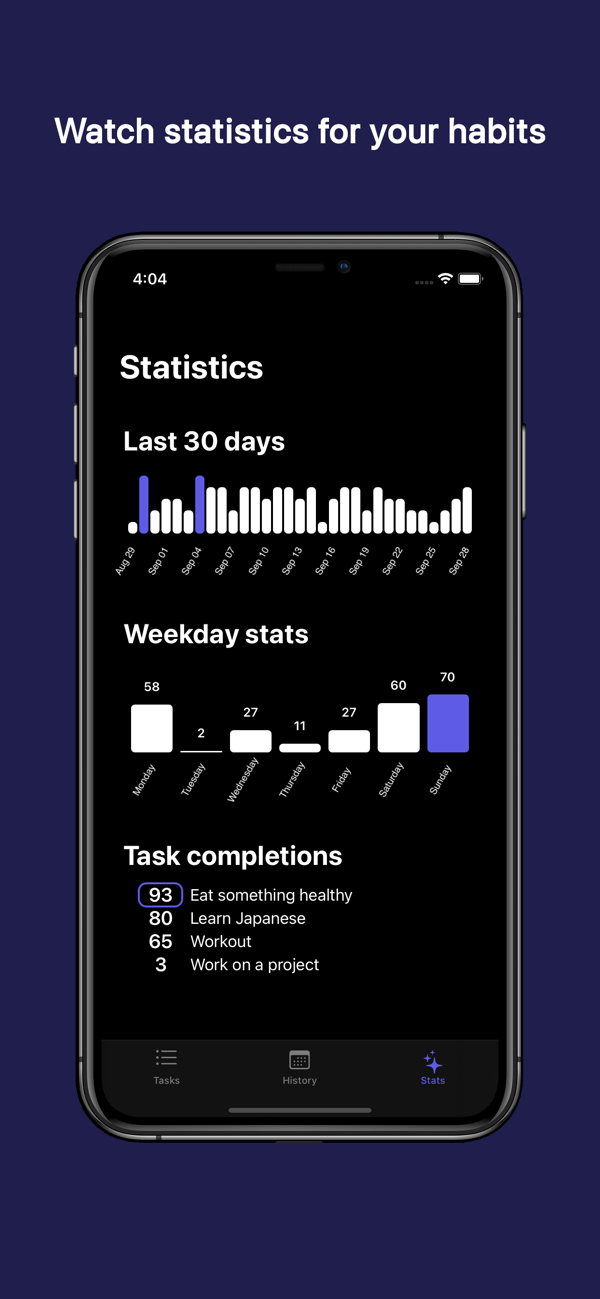 Watch statistics for your habits
4:04
Statistics
Last 30 days
Aug 29 Sep 01 Sep 04 Sep 07 Sep 10 Sep 13 Sep 16 Sep 19 Sep 22 Sep 25 Sep 28
Weekday stats
58 2 27 11 27 60 70
Monday Tuesday Wednesday Thursday Friday Saturday Sunday
Task completions
93 Eat something healthy
80 Learn Japanese
65 Workout
3 Work on a project
Tasks History Stats